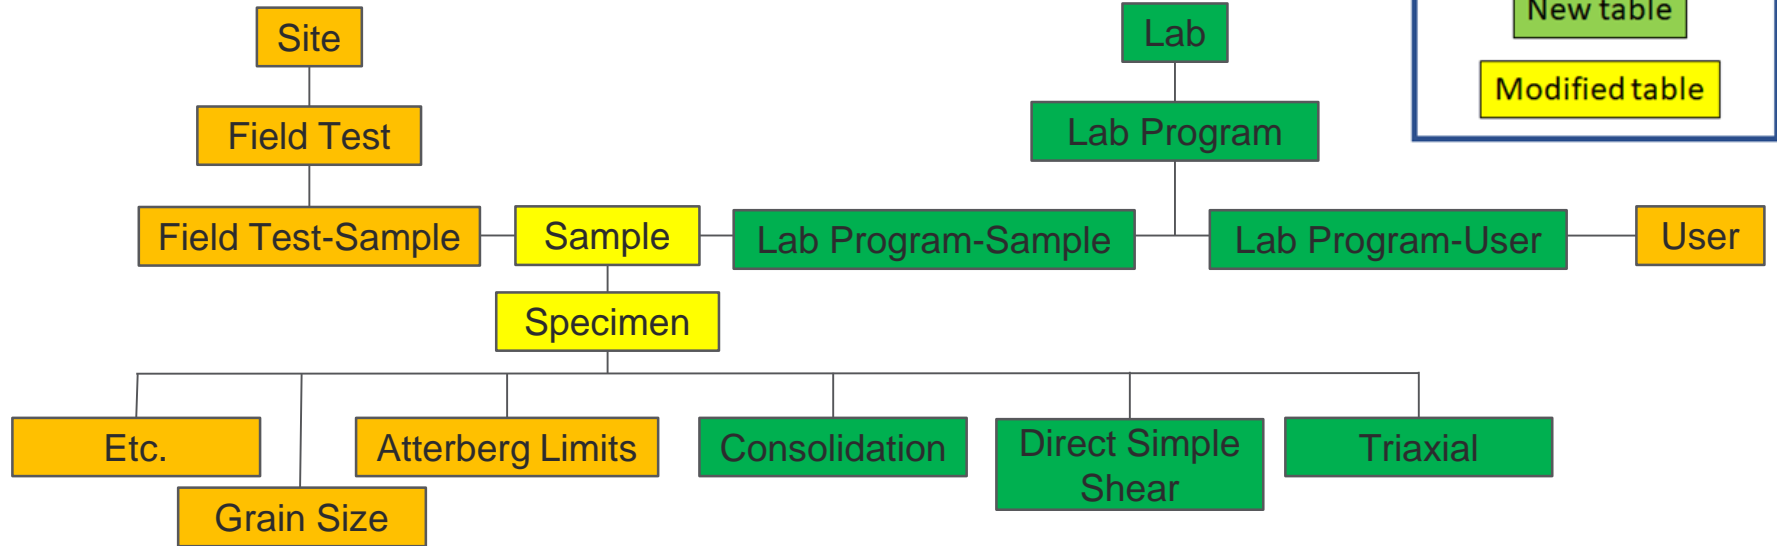 New table
Site
Lab
Modified table
Field Test
Lab Program
Field Test-Sample
Sample
Lab Program-Sample
Lab Program-User
User
Specimen
Etc.
Atterberg Limits
Consolidation
Direct Simple
Shear
Triaxial
Grain Size